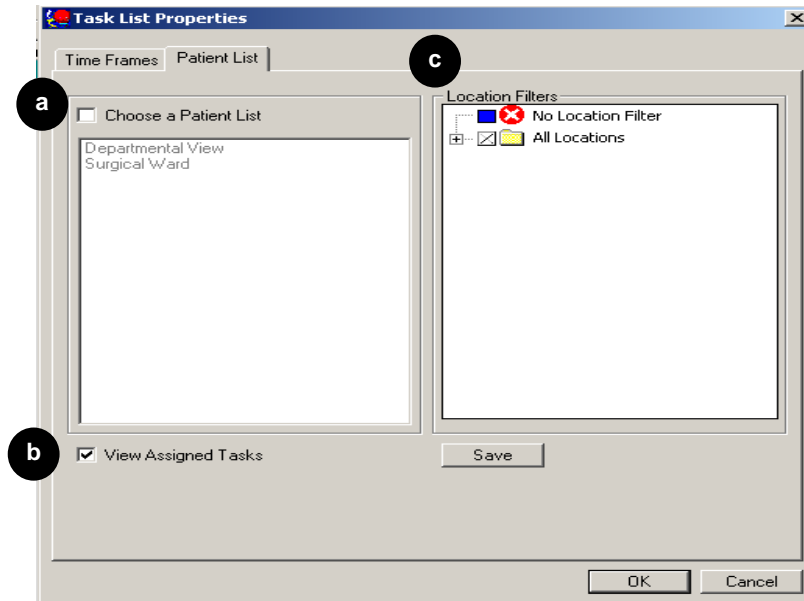 Task List Properties
Time Frames
Patient List
c
a
Choose a Patient List
Departmental View
Surgical Ward
Location Filters
No Location Filter
All Locations
b
View Assigned Tasks
Save
OK
Cancel